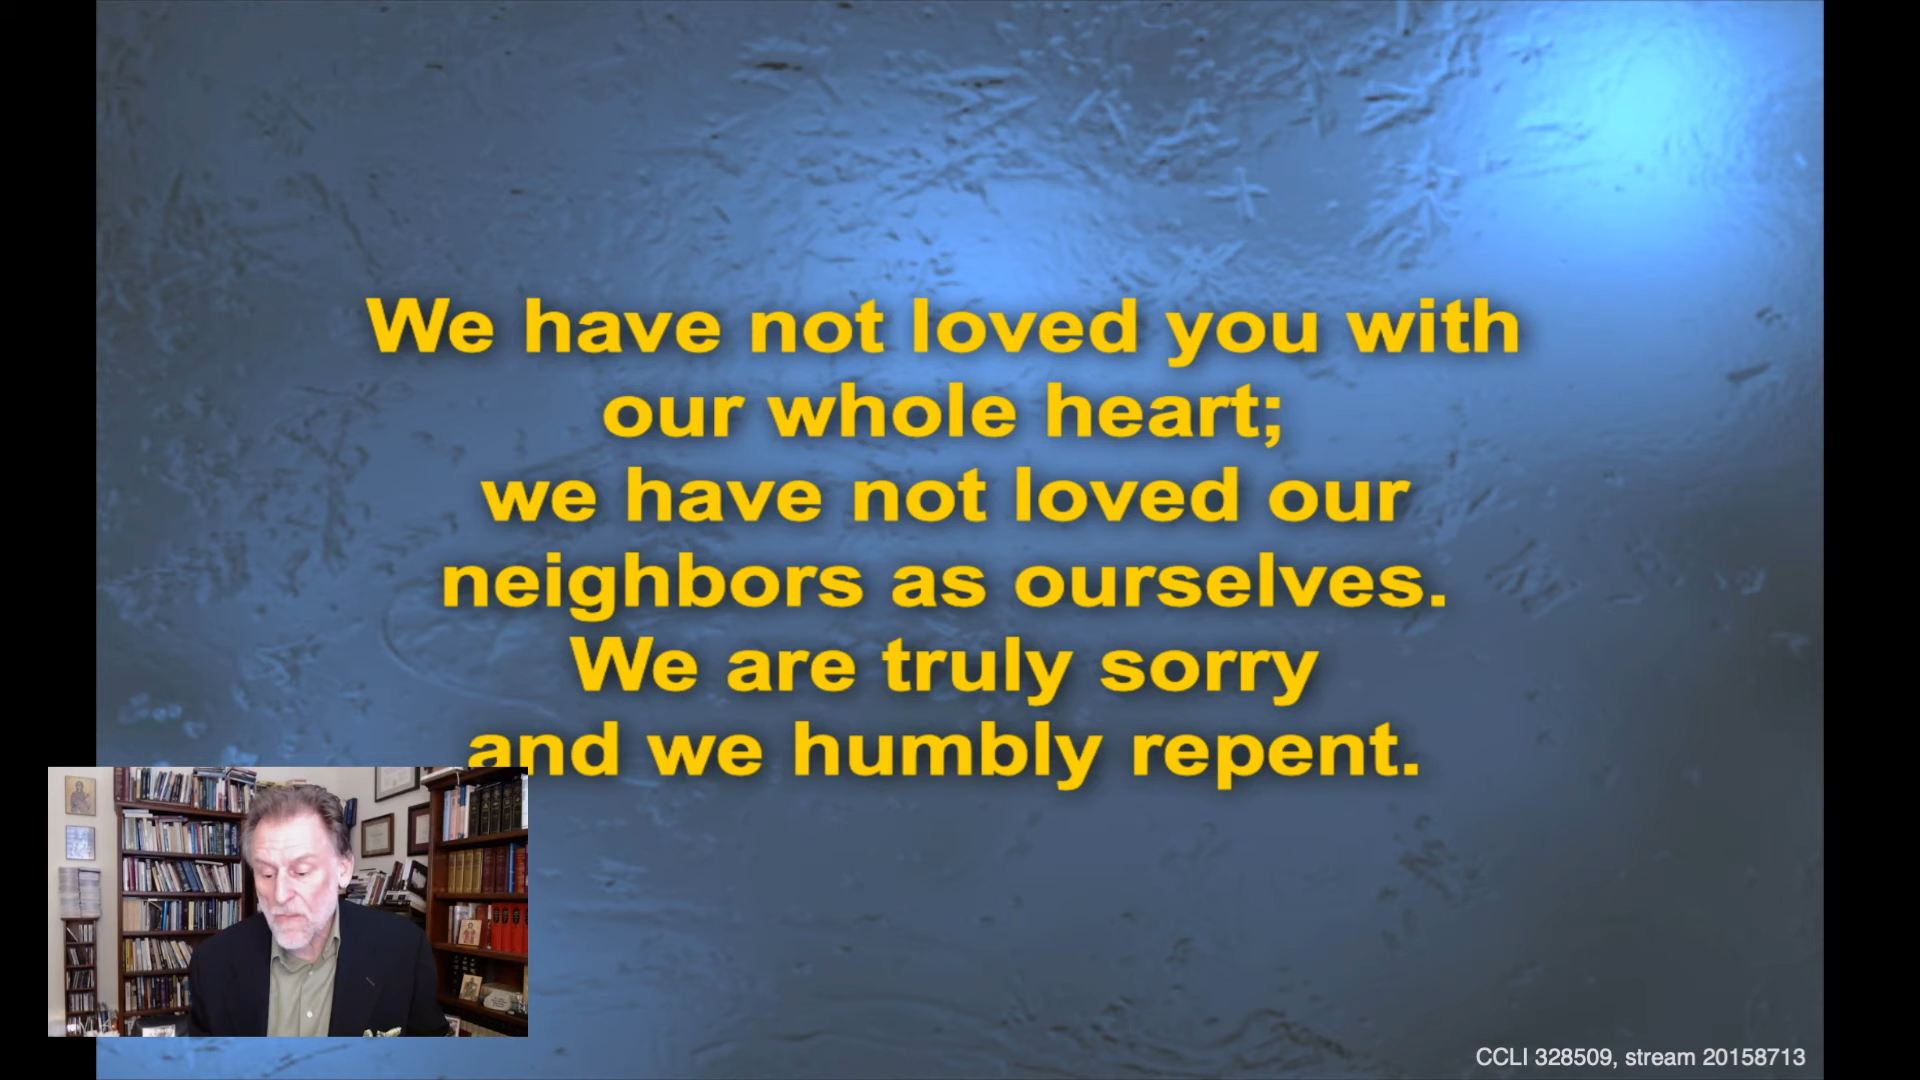 We have not loved you with
our whole heart;
we have not loved our
neighbors as ourselves.
We are truly sorry
and we humbly repent.
CCLI 328509, stream 20158713